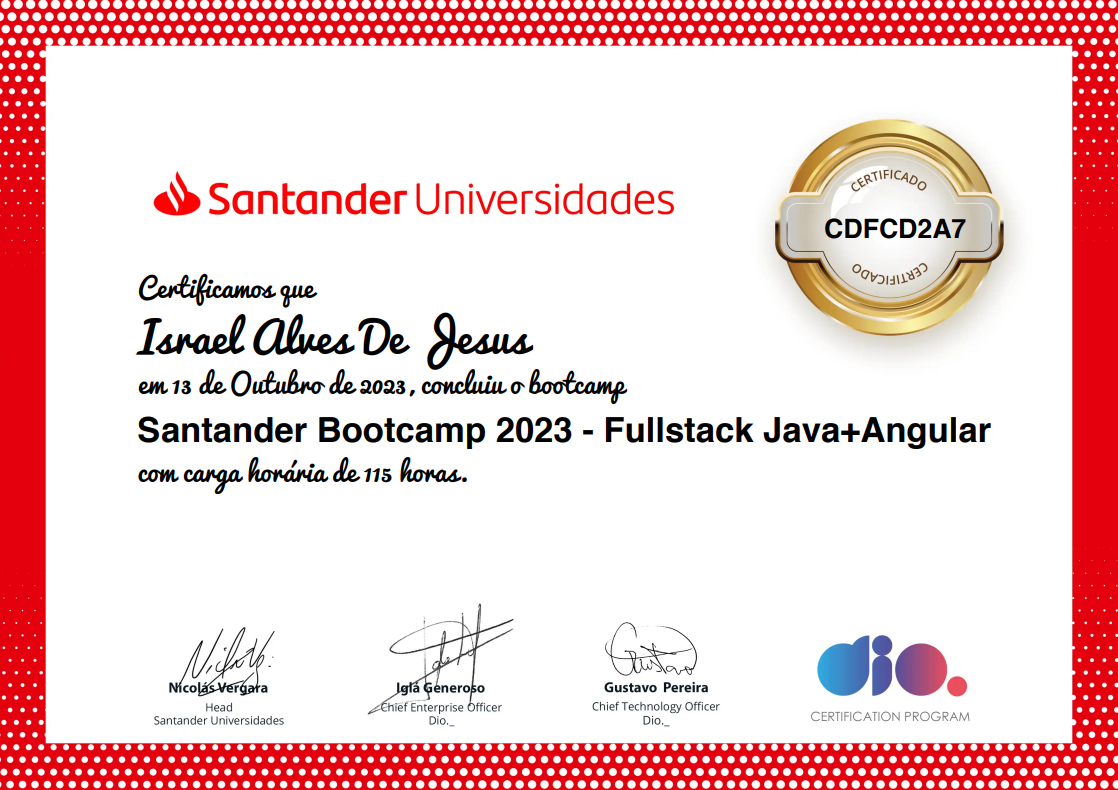 Santander Universidades
CERTIFICADO
CDFCD2A7
CERTIFICADO
Certificamos que
Israel Alves De Jesus
em 13 de Outubro de 2023, concluiu o bootcamp
Santander Bootcamp 2023 - Fullstack Java+Angular
com carga horária de 115 horas.
Nicolás Vergara
Head
Santander Universidades
Iglá Generoso
Chief Enterprise Officer
Dio._
Gustavo
Gustavo Pereira
Chief Technology Officer
Dio._
dio.
CERTIFICATION PROGRAM